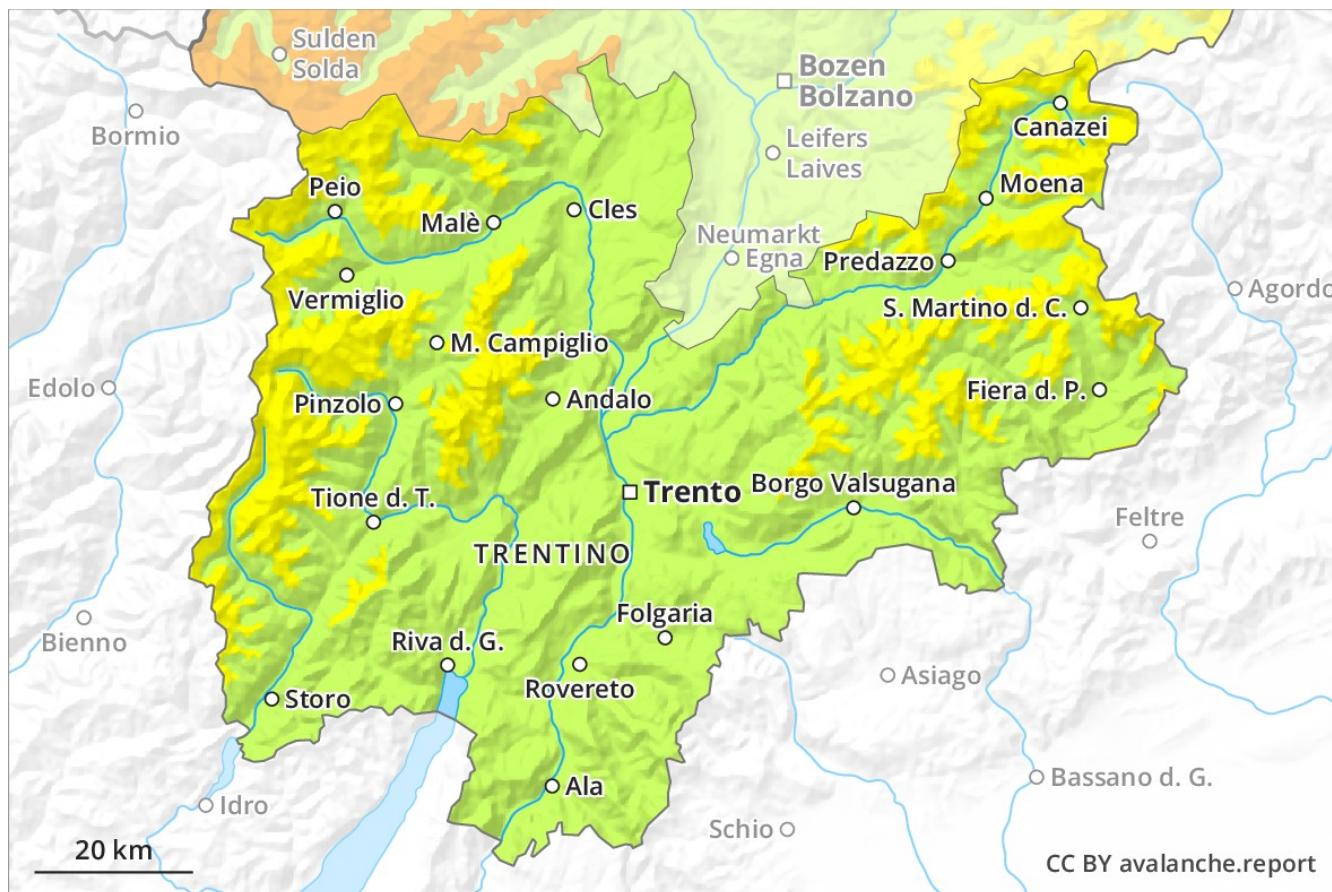 Sulden
Solda
Bozen
Bolzano
Bormio
Canazei
Leifers
Laives
Peio
Moena
Malè
Cles
Neumarkt
Egna
Predazzo
Vermiglio
Agordo
S. Martino d. C.
M. Campiglio
Edolo
Pinzolo
Andalo
Fiera d. P.
Tione d. T.
Trento
Borgo Valsugana
Feltre
TRENTINO
Bienno
Folgaria
Riva d. G.
Asiago
Rovereto
Storo
Bassano d. G.
Ala
Idro
Schio
20 km
CC BY avalanche.report